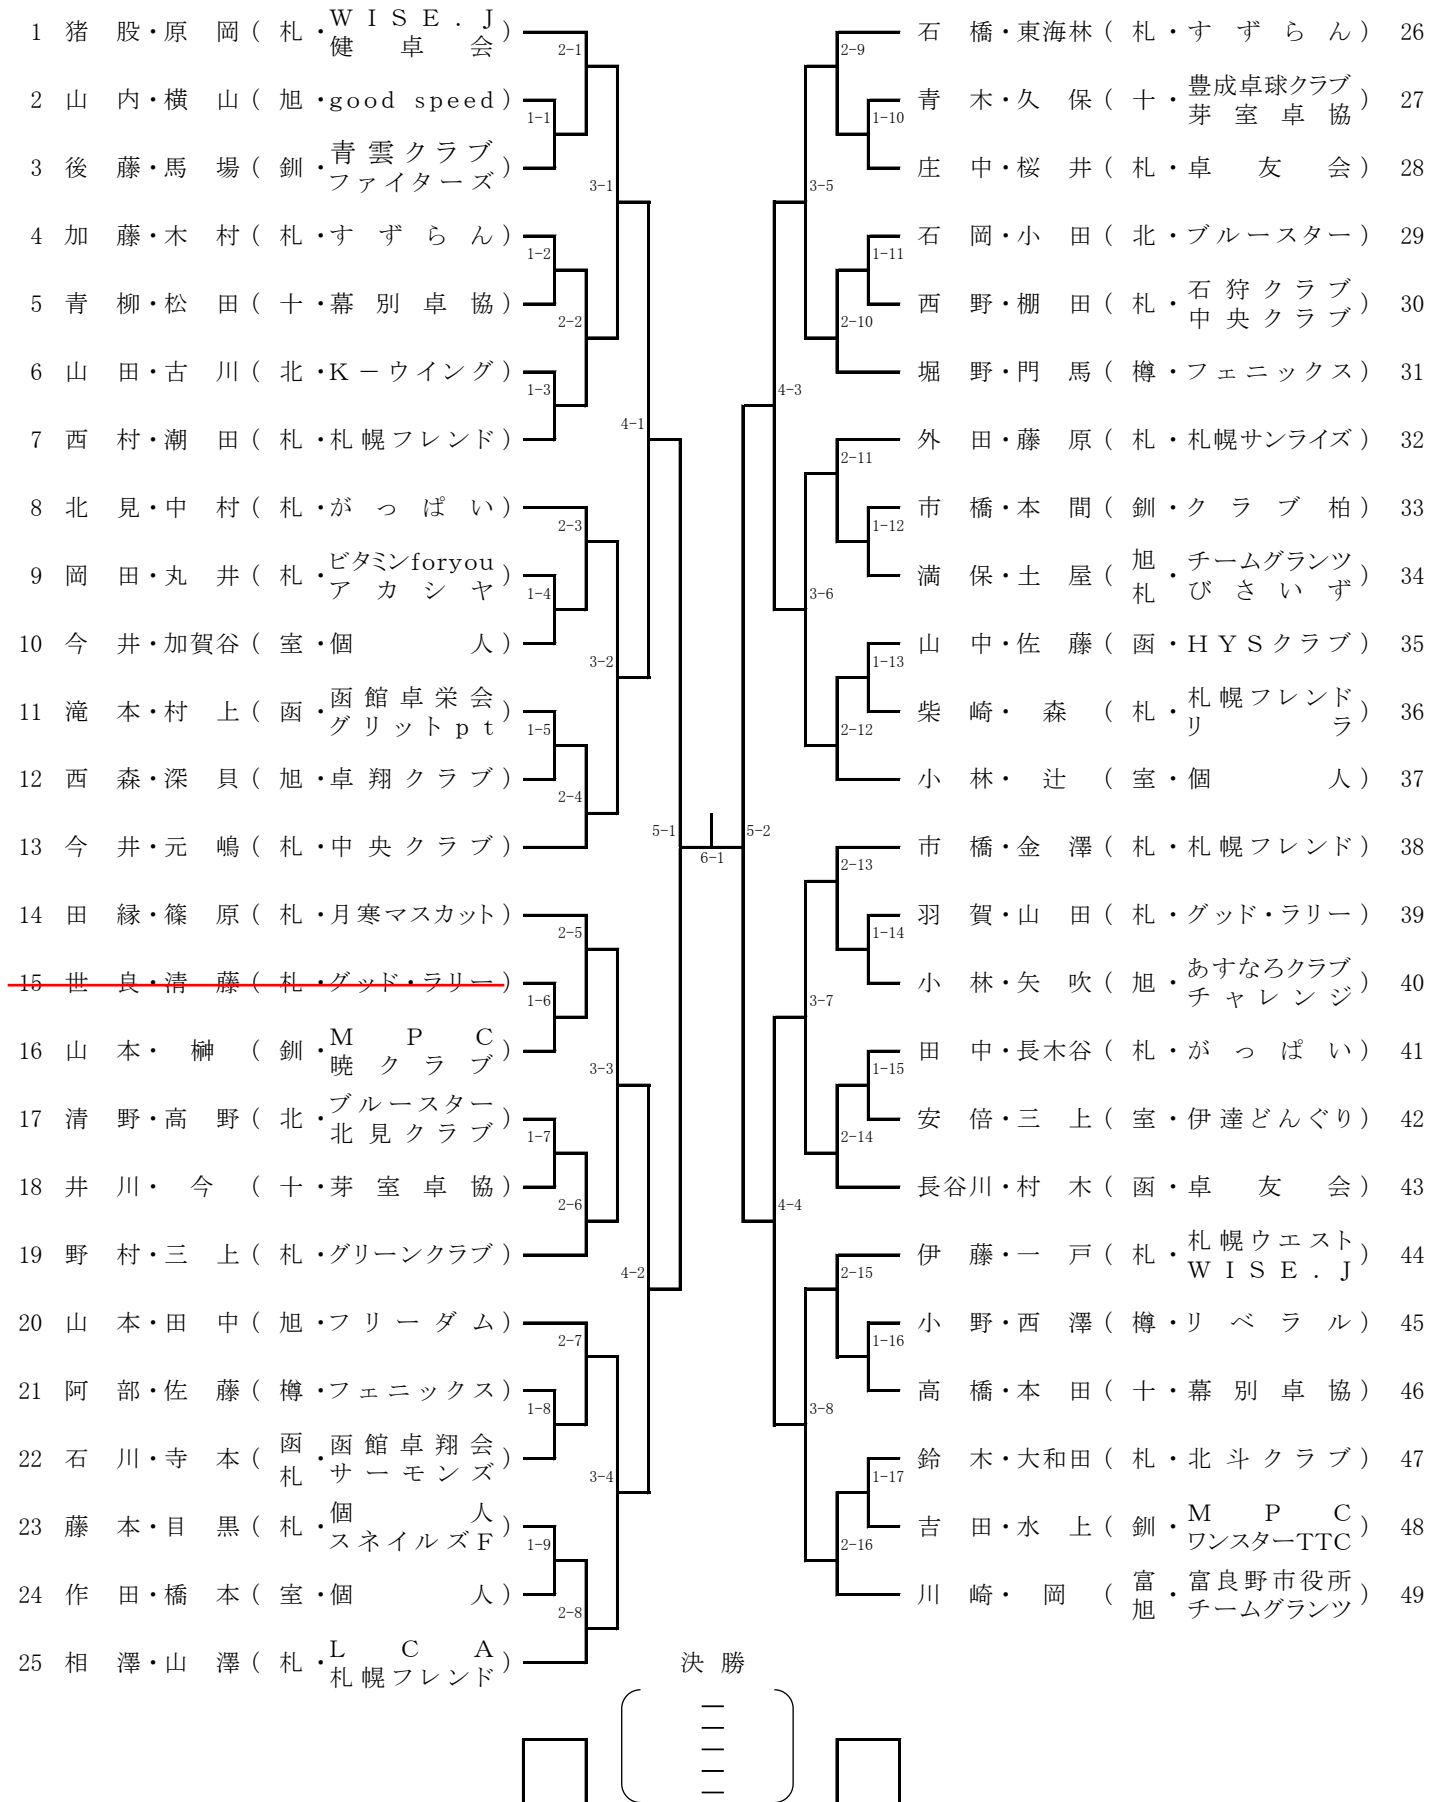 1 猪 股・原 岡 ( 札 ・ WISE.J 健卓会 )
2-1
2 山 内・横 山 ( 旭 ・ good speed )
1-1
3 後 藤・馬 場 ( 釧 ・ 青雲クラブ ファイターズ )
3-1
4 加 藤・木 村 ( 札 ・ すずらん )
1-2
5 青 柳・松 田 ( 十 ・ 幕別卓協 )
2-2
6 山 田・古 川 ( 北 ・ K－ウイング )
1-3
4-1
7 西 村・潮 田 ( 札 ・ 札幌フレンド )
8 北 見・中 村 ( 札 ・ がっぱい )
2-3
9 岡 田・丸 井 ( 札 ・ ビタミンforyou アカシヤ )
1-4
10 今 井・加賀谷 ( 室 ・ 個人 )
3-2
11 滝 本・村 上 ( 函 ・ 函館卓栄会 グリットpt )
1-5
12 西 森・深 貝 ( 旭 ・ 卓翔クラブ )
2-4
5-1
13 今 井・元 嶋 ( 札 ・ 中央クラブ )
14 田 縁・篠 原 ( 札 ・ 月寒マスカット )
2-5
15 世 良・清 藤 ( 札 ・ グッド・ラリー )
1-6
16 山 本・榊 ( 釧 ・ MPC 暁クラブ )
3-3
17 清 野・高 野 ( 北 ・ ブルースター 北見クラブ )
1-7
18 井 川・今 ( 十 ・ 芽室卓協 )
2-6
19 野 村・三 上 ( 札 ・ グリーンクラブ )
4-2
20 山 本・田 中 ( 旭 ・ フリーダム )
2-7
21 阿 部・佐 藤 ( 樽 ・ フェニックス )
1-8
22 石 川・寺 本 ( 函 札 ・ 函館卓翔会 サーモンズ )
3-4
23 藤 本・目 黒 ( 札 ・ 個人 スネイルズF )
1-9
24 作 田・橋 本 ( 室 ・ 個人 )
2-8
25 相 澤・山 澤 ( 札 ・ LCA 札幌フレンド )
6-1
石 橋・東海林 ( 札 ・ すずらん ) 26
2-9
青 木・久 保 ( 十 ・ 豊成卓球クラブ 芽室卓協 ) 27
1-10
庄 中・桜 井 ( 札 ・ 卓友会 ) 28
3-5
石 岡・小 田 ( 北 ・ ブルースター ) 29
1-11
西 野・棚 田 ( 札 ・ 石狩クラブ 中央クラブ ) 30
2-10
堀 野・門 馬 ( 樽 ・ フェニックス ) 31
4-3
外 田・藤 原 ( 札 ・ 札幌サンライズ ) 32
2-11
市 橋・本 間 ( 釧 ・ クラブ柏 ) 33
1-12
満 保・土 屋 ( 旭 札 ・ チームグランツ びさいず ) 34
3-6
山 中・佐 藤 ( 函 ・ HYSクラブ ) 35
1-13
柴 崎・森 ( 札 ・ 札幌フレンド リラ ) 36
2-12
小 林・辻 ( 室 ・ 個人 ) 37
5-2
市 橋・金 澤 ( 札 ・ 札幌フレンド ) 38
2-13
羽 賀・山 田 ( 札 ・ グッド・ラリー ) 39
1-14
小 林・矢 吹 ( 旭 ・ あすなろクラブ チャレンジ ) 40
3-7
田 中・長木谷 ( 札 ・ がっぱい ) 41
1-15
安 倍・三 上 ( 室 ・ 伊達どんぐり ) 42
2-14
長谷川・村 木 ( 函 ・ 卓友会 ) 43
4-4
伊 藤・一 戸 ( 札 ・ 札幌ウエスト WISE.J ) 44
2-15
小 野・西 澤 ( 樽 ・ リベラル ) 45
1-16
高 橋・本 田 ( 十 ・ 幕別卓協 ) 46
3-8
鈴 木・大和田 ( 札 ・ 北斗クラブ ) 47
1-17
吉 田・水 上 ( 釧 ・ MPC ワンスターTTC ) 48
2-16
川 崎・岡 ( 富 旭 ・ 富良野市役所 チームグランツ ) 49
決 勝
—
—
—
—
—